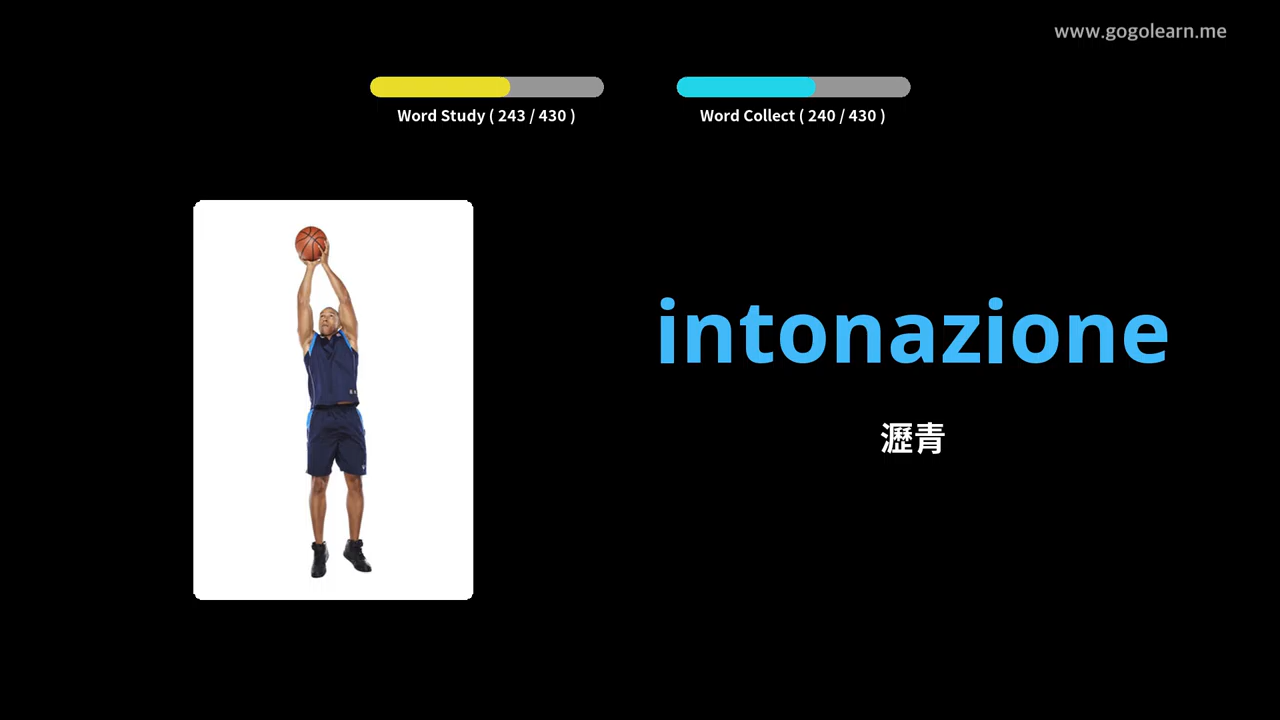 www.gogolearn.me
Word Study ( 243 / 430 )
Word Collect ( 240 / 430 )
intonazione
瀝青